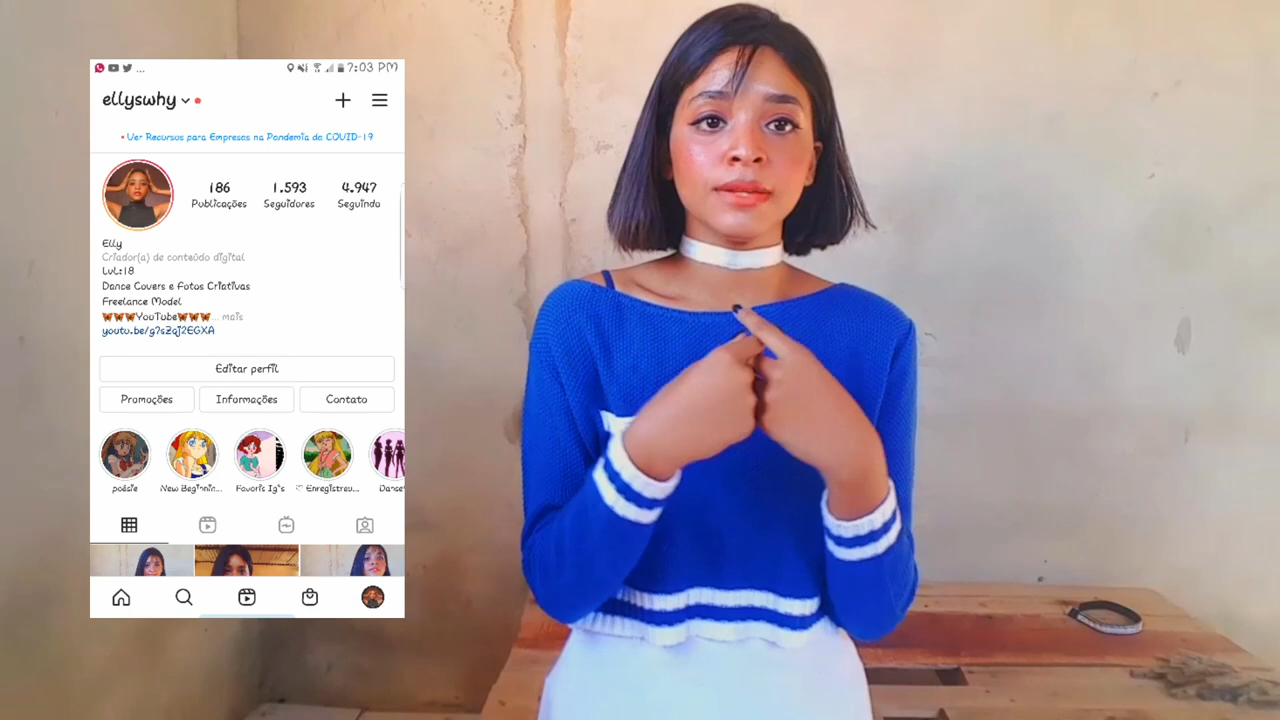 ... 7:03 PM
ellyswhy
• Ver Recursos para Empresas na Pandemia da COVID-19
186 1.593 4.947
Publicações Seguidores Seguindo
Elly
Criador(a) de conteúdo digital
LvL:18
Dance Covers e Fotos Criativas
Freelance Model
🦋🦋🦋YouTube🦋🦋🦋... mais
youtu.be/g7sZqJ2EGXA
Editar perfil
Promoções Informações Contato
poésie New Beginnin... Favoris Ig's Enregistreu... Dance